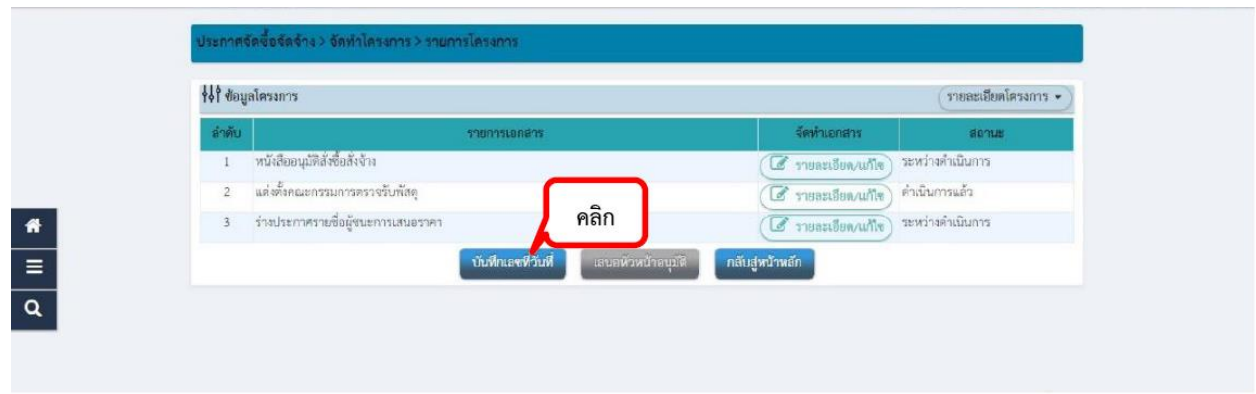 ประกาศจัดซื้อจัดจ้าง > จัดทำโครงการ > รายการโครงการ
ข้อมูลโครงการ
รายละเอียดโครงการ
ลำดับ รายการเอกสาร จัดทำเอกสาร สถานะ
1 หนังสืออนุมัติสั่งซื้อสั่งจ้าง รายละเอียด/แก้ไข ระหว่างดำเนินการ
2 แต่งตั้งคณะกรรมการตรวจรับพัสดุ รายละเอียด/แก้ไข ดำเนินการแล้ว
3 ร่างประกาศรายชื่อผู้ชนะการเสนอราคา รายละเอียด/แก้ไข ระหว่างดำเนินการ
คลิก
บันทึกเลขที่วันที่ เสนอหัวหน้าอนุมัติ กลับสู่หน้าหลัก